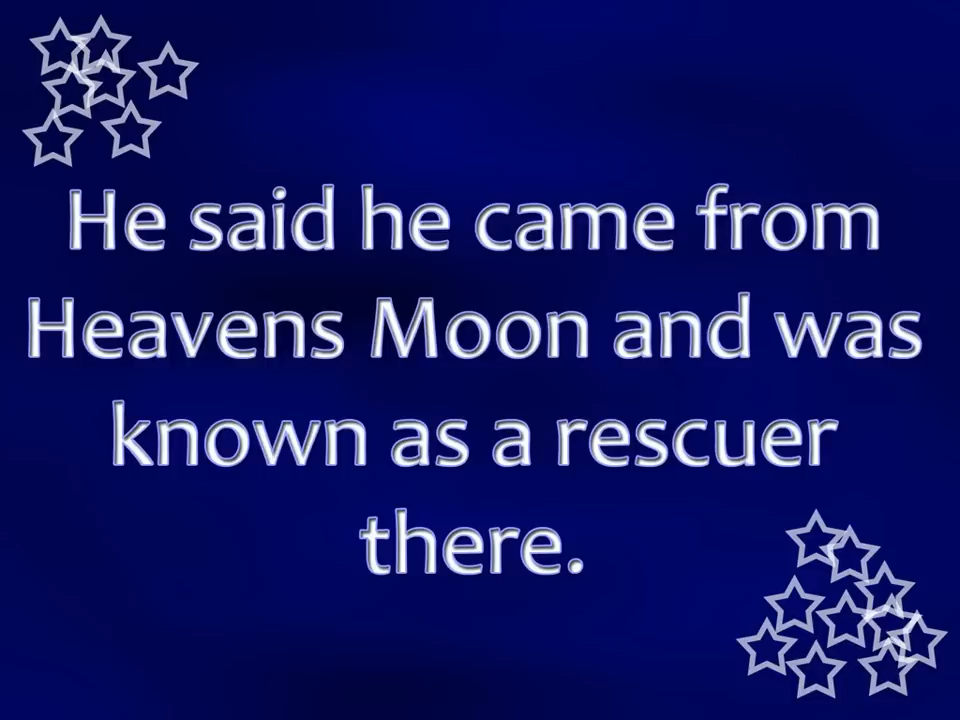 He said he came from
Heavens Moon and was
known as a rescuer
there.